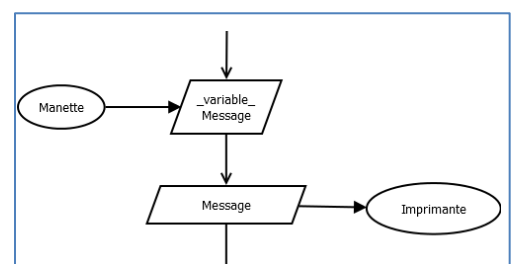 Manette
_variable_
Message
Message
Imprimante